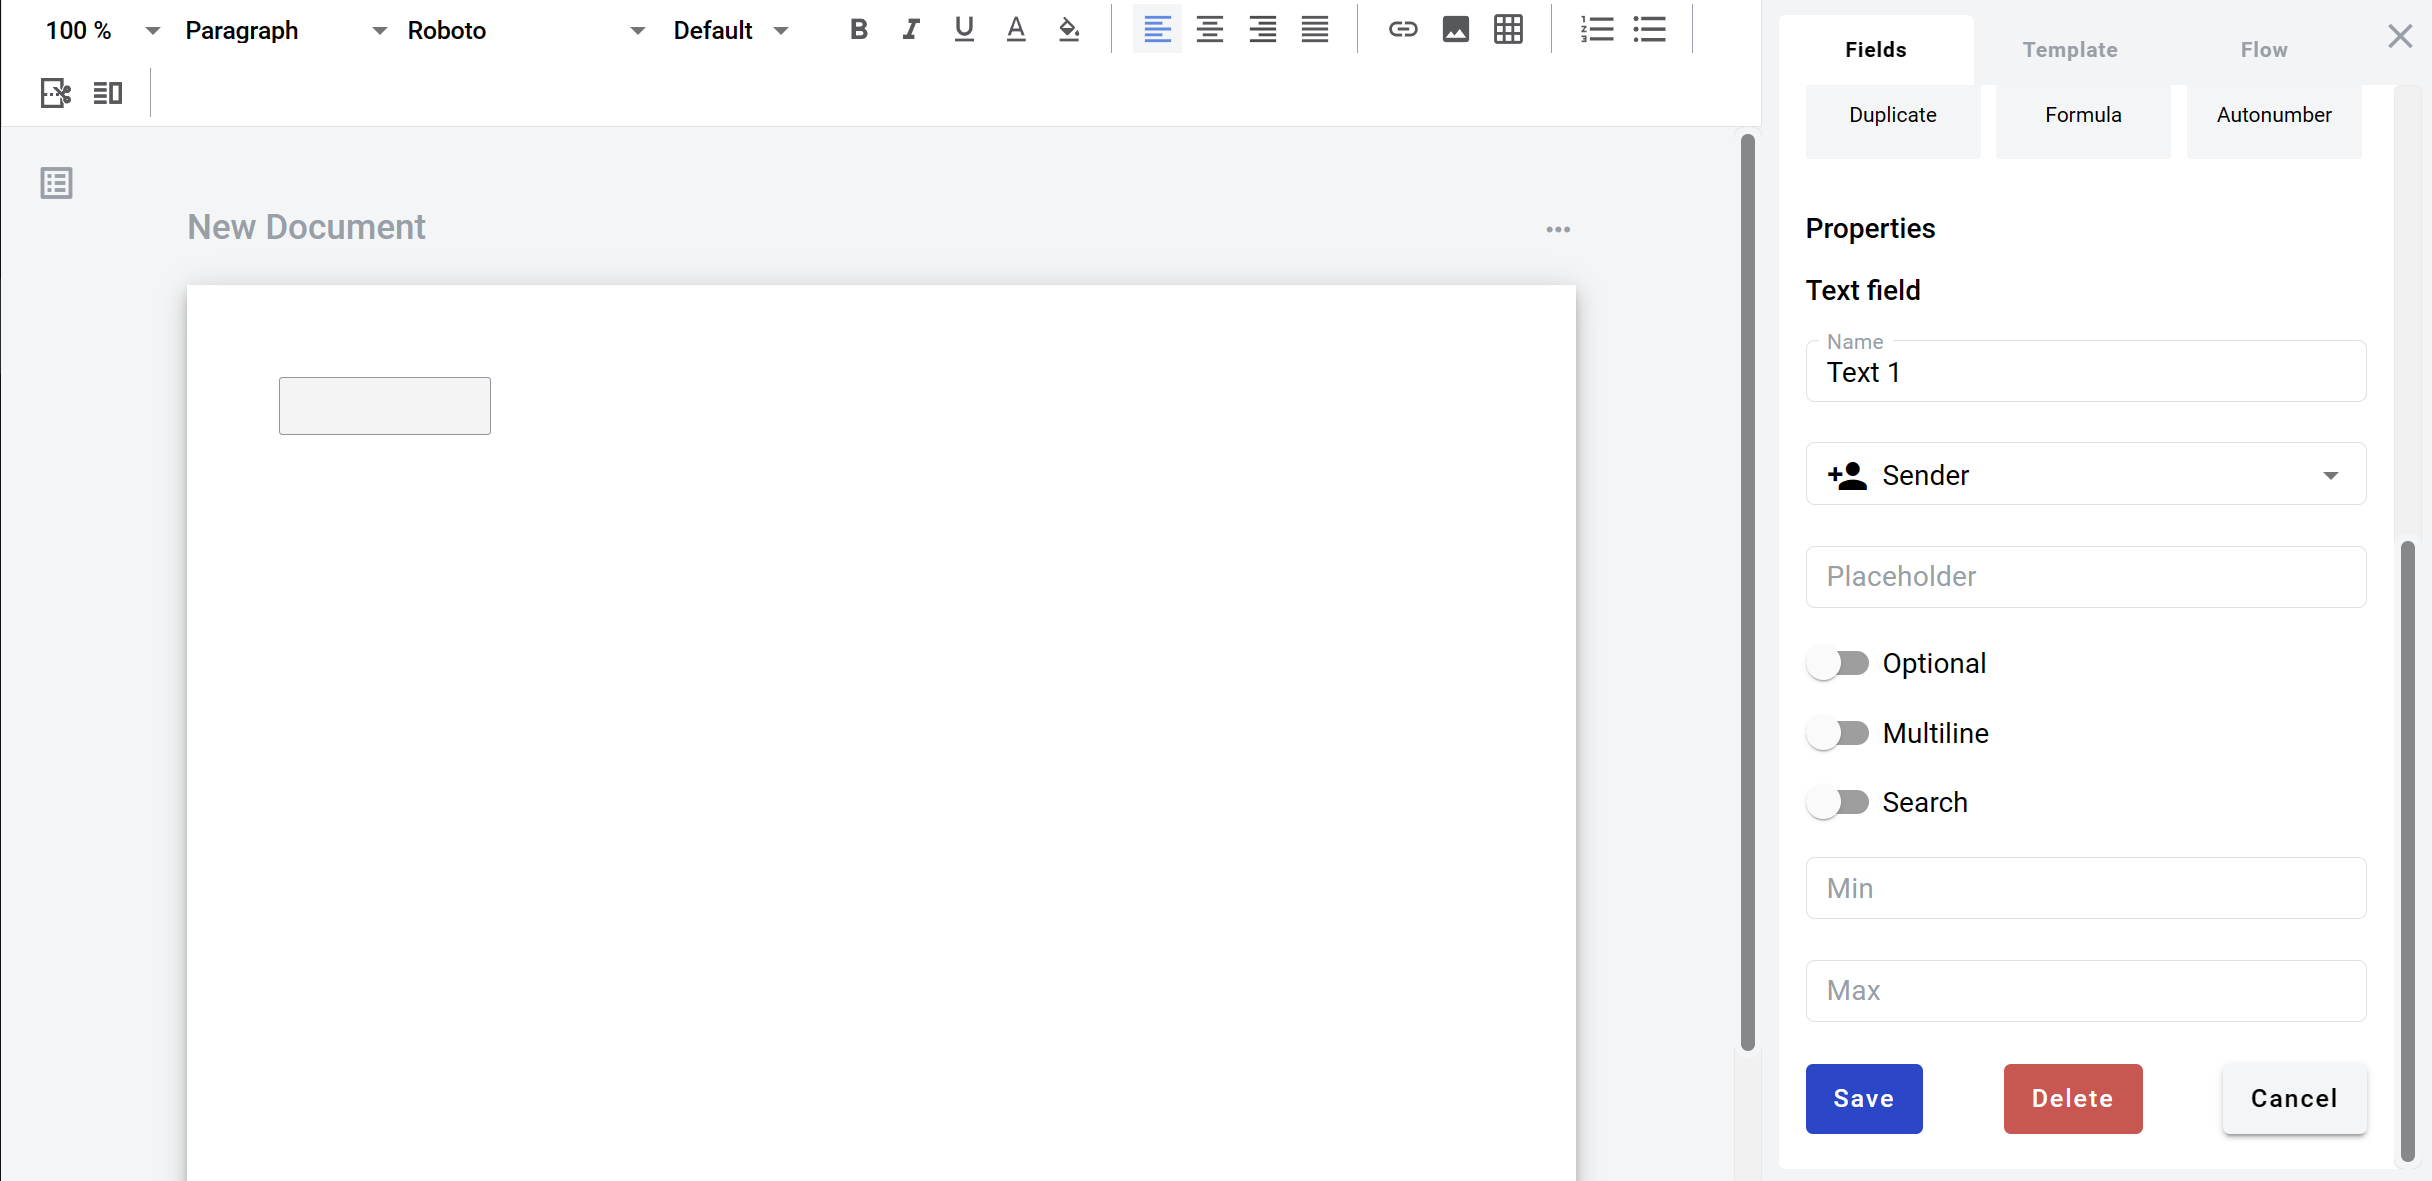 100 % Paragraph Roboto Default B I U A
Fields Template Flow
Duplicate Formula Autonumber
New Document
Properties
Text field
Name
Text 1
Sender
Placeholder
Optional
Multiline
Search
Min
Max
Save Delete Cancel